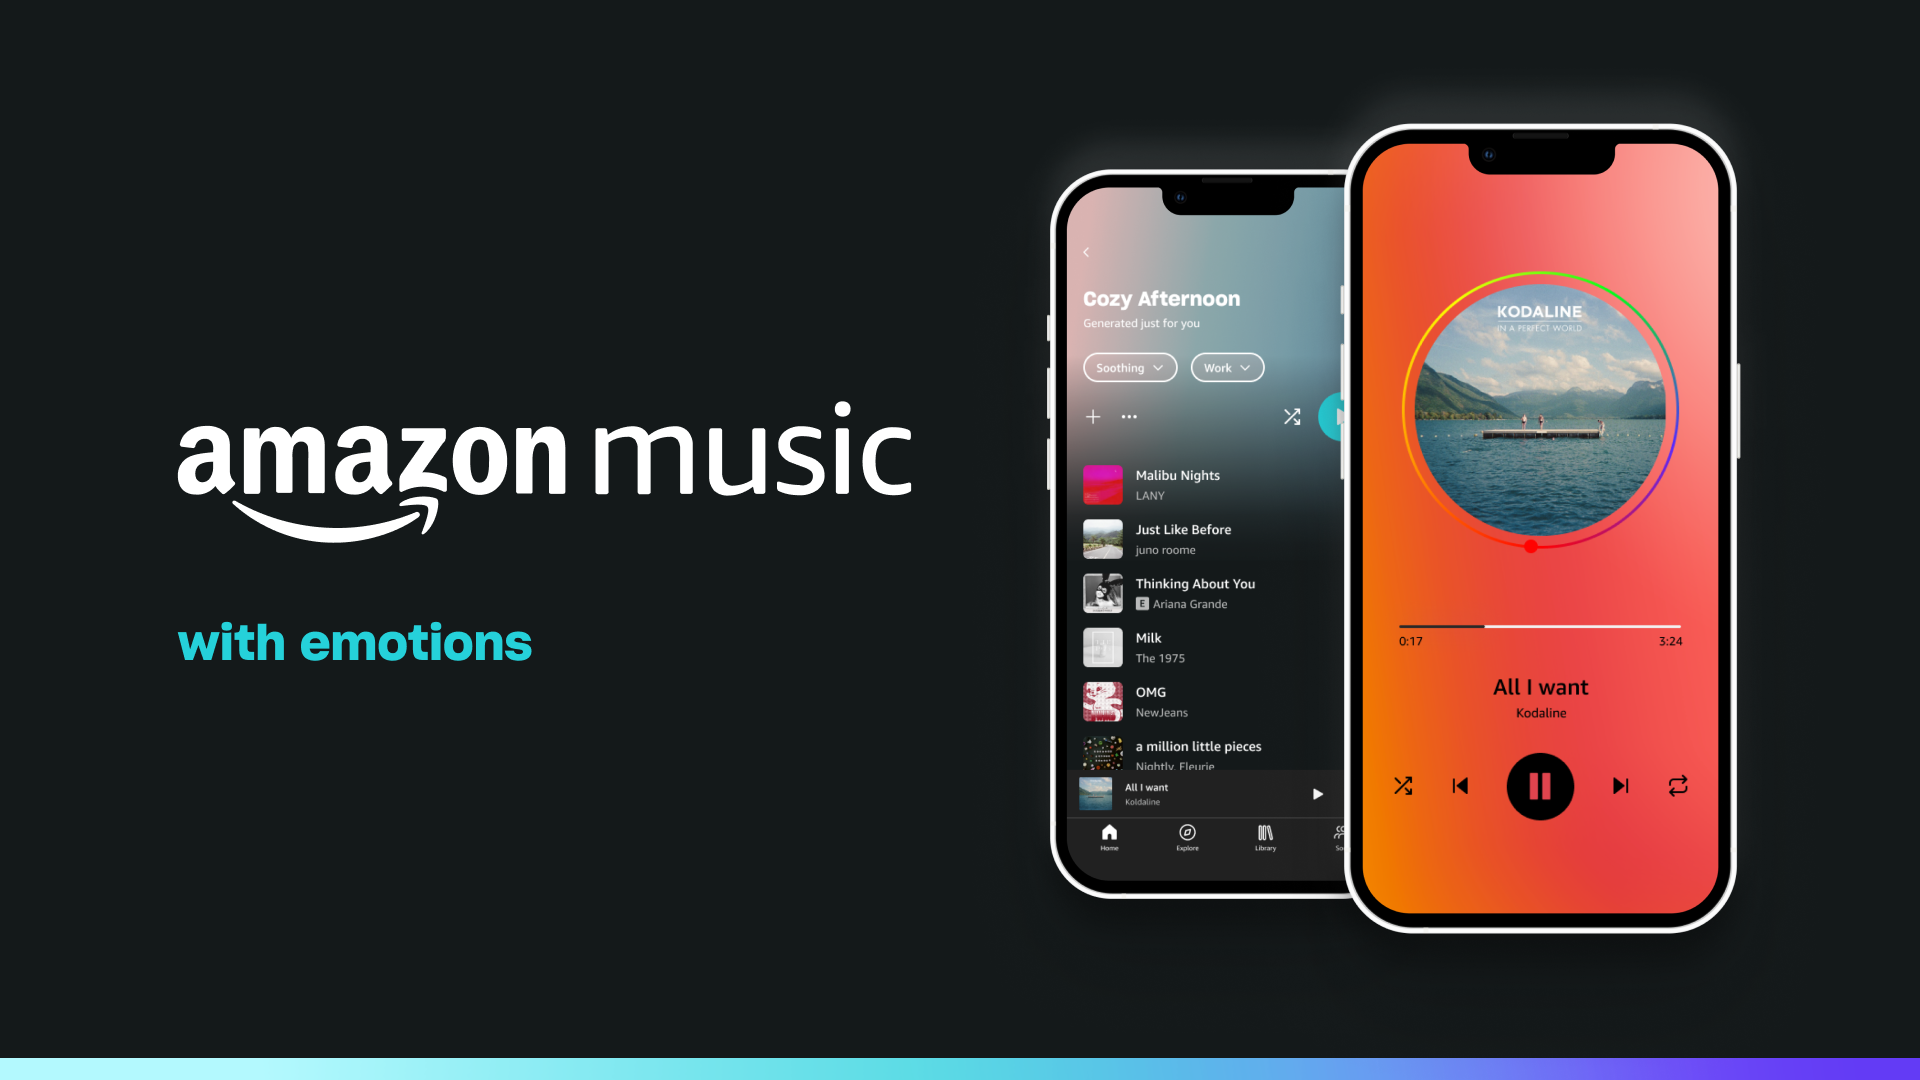 amazon music
with emotions
Cozy Afternoon
Generated just for you
Soothing
Work
Malibu Nights
LANY
Just Like Before
juno roome
Thinking About You
E Ariana Grande
Milk
The 1975
OMG
NewJeans
a million little pieces
Nightly, Fleurie
All I want
Koldaline
Home
Explore
Library
So
KODALINE
IN A PERFECT WORLD
0:17
3:24
All I want
Kodaline